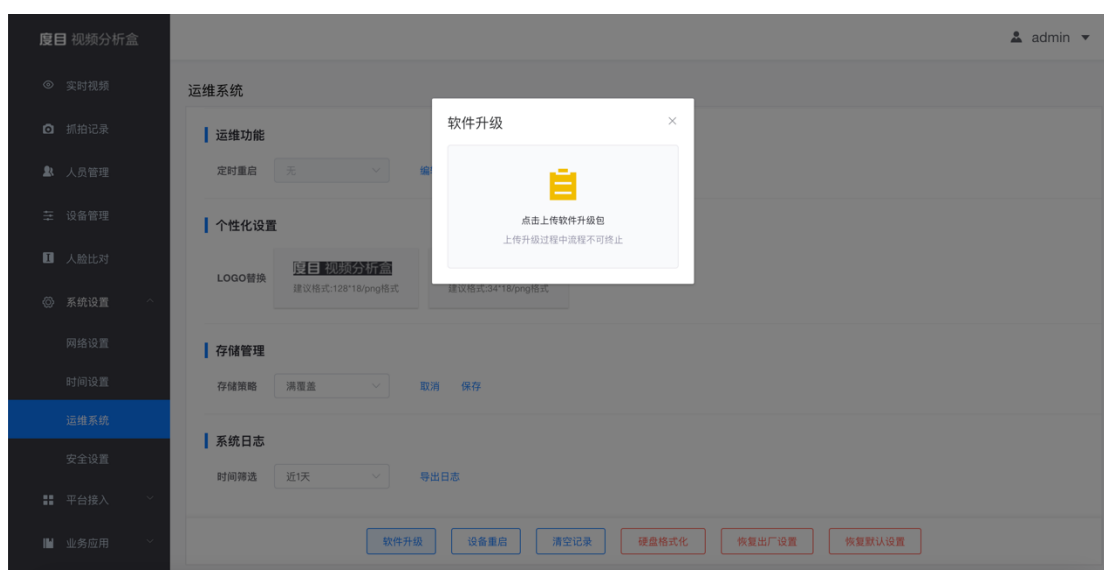 度目 视频分析盒
admin
实时视频
抓拍记录
人员管理
设备管理
人脸比对
系统设置
网络设置
时间设置
运维系统
安全设置
平台接入
业务应用
运维系统
运维功能
定时重启 无
软件升级
点击上传软件升级包
上传升级过程中流程不可终止
个性化设置
LOGO替换
度目 视频分析盒
建议格式:128*18/png格式
建议格式:34*18/png格式
存储管理
存储策略 满覆盖 取消 保存
系统日志
时间筛选 近1天 导出日志
软件升级 设备重启 清空记录 硬盘格式化 恢复出厂设置 恢复默认设置